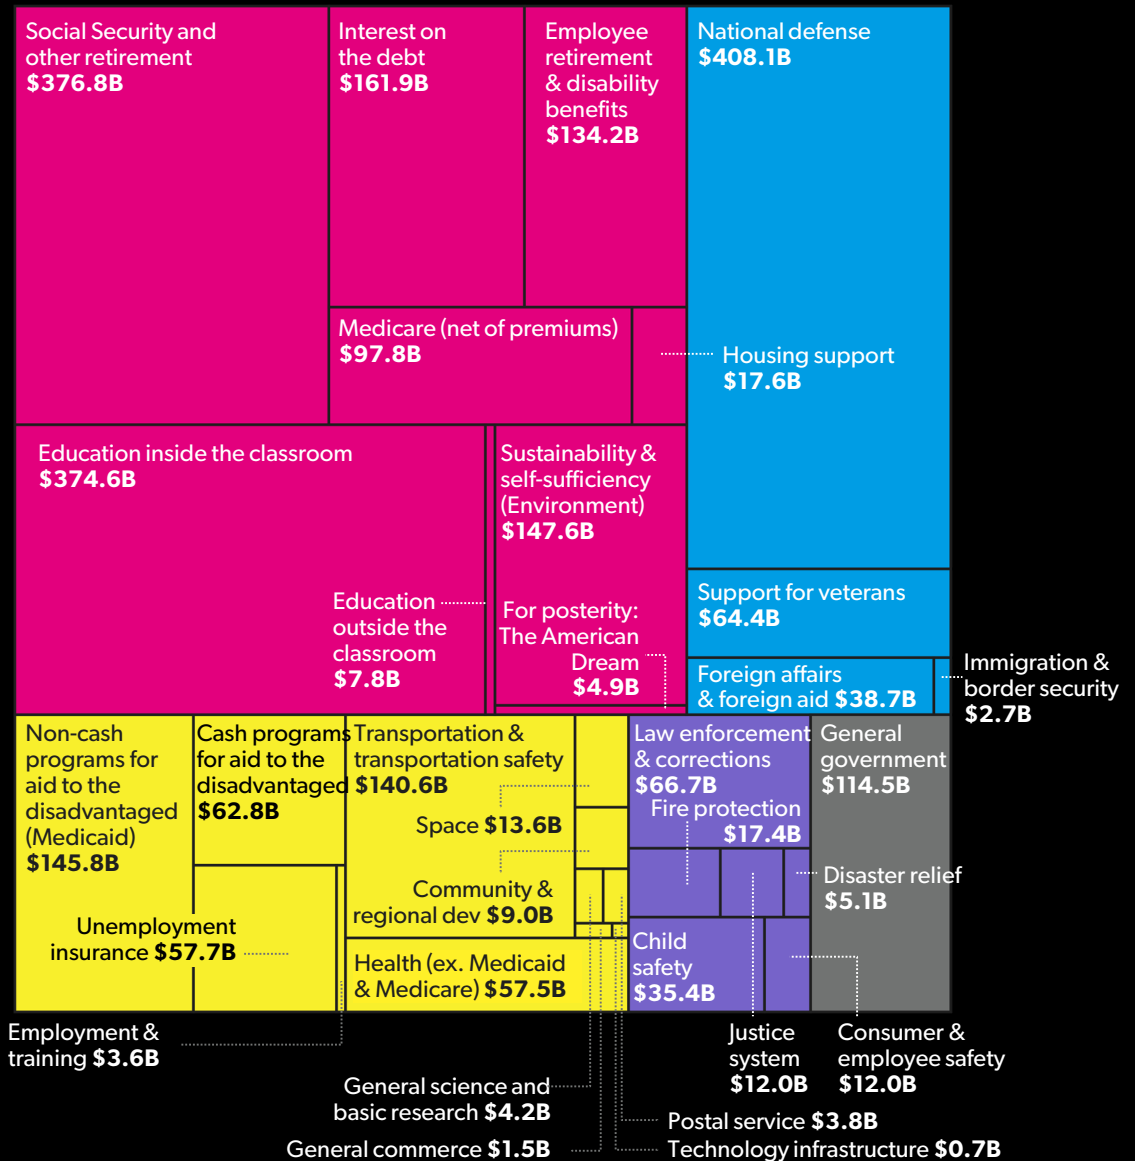 Social Security and
other retirement
$376.8B
Interest on
the debt
$161.9B
Employee
retirement
& disability
benefits
$134.2B
National defense
$408.1B
Medicare (net of premiums)
$97.8B
Housing support
$17.6B
Education inside the classroom
$374.6B
Sustainability &
self-sufficiency
(Environment)
$147.6B
Education
outside the
classroom
$7.8B
For posterity:
The American
Dream
$4.9B
Support for veterans
$64.4B
Foreign affairs
& foreign aid $38.7B
Immigration &
border security
$2.7B
Non-cash
programs for
aid to the
disadvantaged
(Medicaid)
$145.8B
Cash programs
for aid to the
disadvantaged
$62.8B
Transportation &
transportation safety
$140.6B
Space $13.6B
Community &
regional dev $9.0B
Law enforcement
& corrections
$66.7B
Fire protection
$17.4B
General
government
$114.5B
Disaster relief
$5.1B
Unemployment
insurance $57.7B
Health (ex. Medicaid
& Medicare) $57.5B
Child
safety
$35.4B
Employment &
training $3.6B
Justice
system
$12.0B
Consumer &
employee safety
$12.0B
General science and
basic research $4.2B
Postal service $3.8B
General commerce $1.5B
Technology infrastructure $0.7B